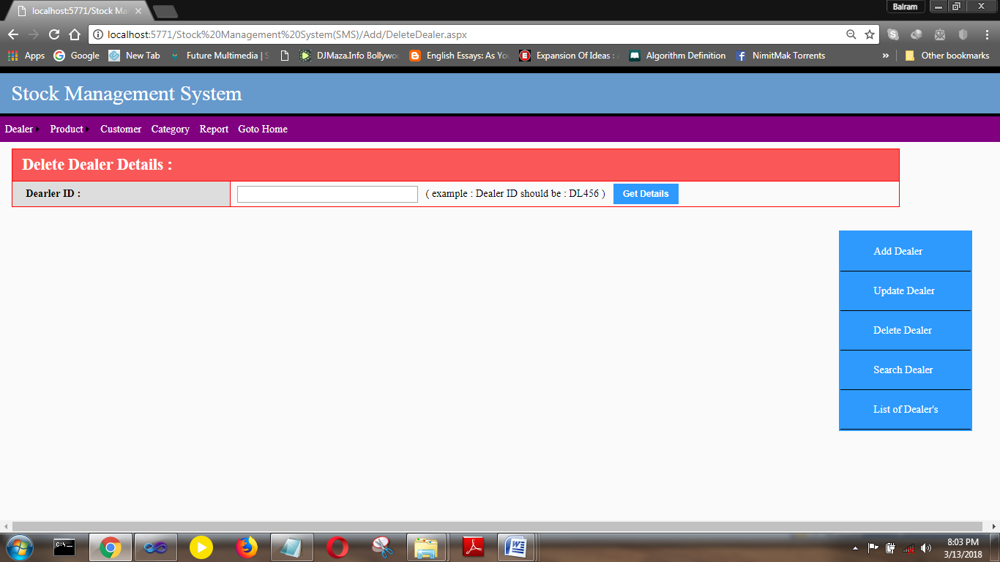 localhost:5771/Stock Ma
Balram
localhost:5771/Stock%20Management%20System(SMS)/Add/DeleteDealer.aspx
Apps Google New Tab Future Multimedia | S DJMaza.Info Bollywo English Essays: As Yo Expansion Of Ideas : Algorithm Definition NimitMak Torrents » Other bookmarks
Stock Management System
Dealer Product Customer Category Report Goto Home
Delete Dealer Details :
Dearler ID : ( example : Dealer ID should be : DL456 ) Get Details
Add Dealer
Update Dealer
Delete Dealer
Search Dealer
List of Dealer's
8:03 PM
3/13/2018